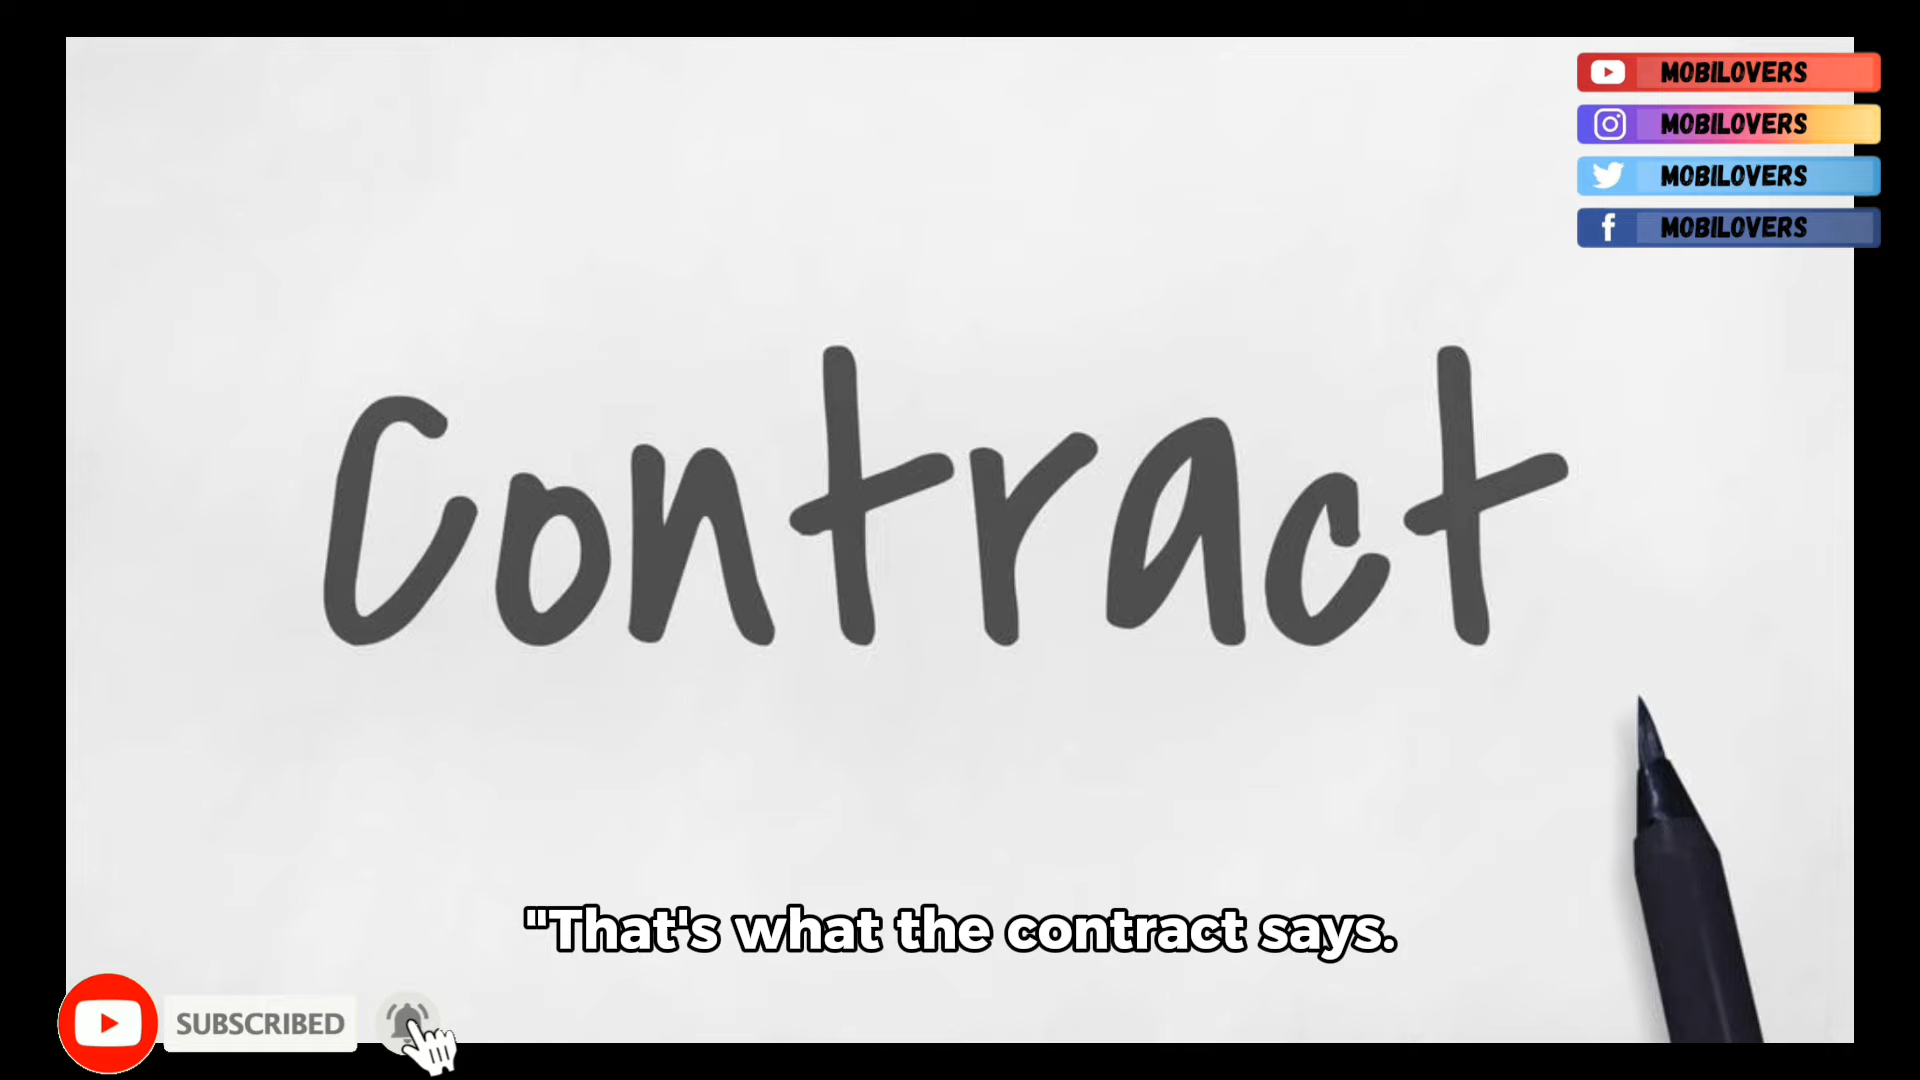 MOBILOVERS
MOBILOVERS
MOBILOVERS
MOBILOVERS
Contract
"That's what the contract says.
SUBSCRIBED